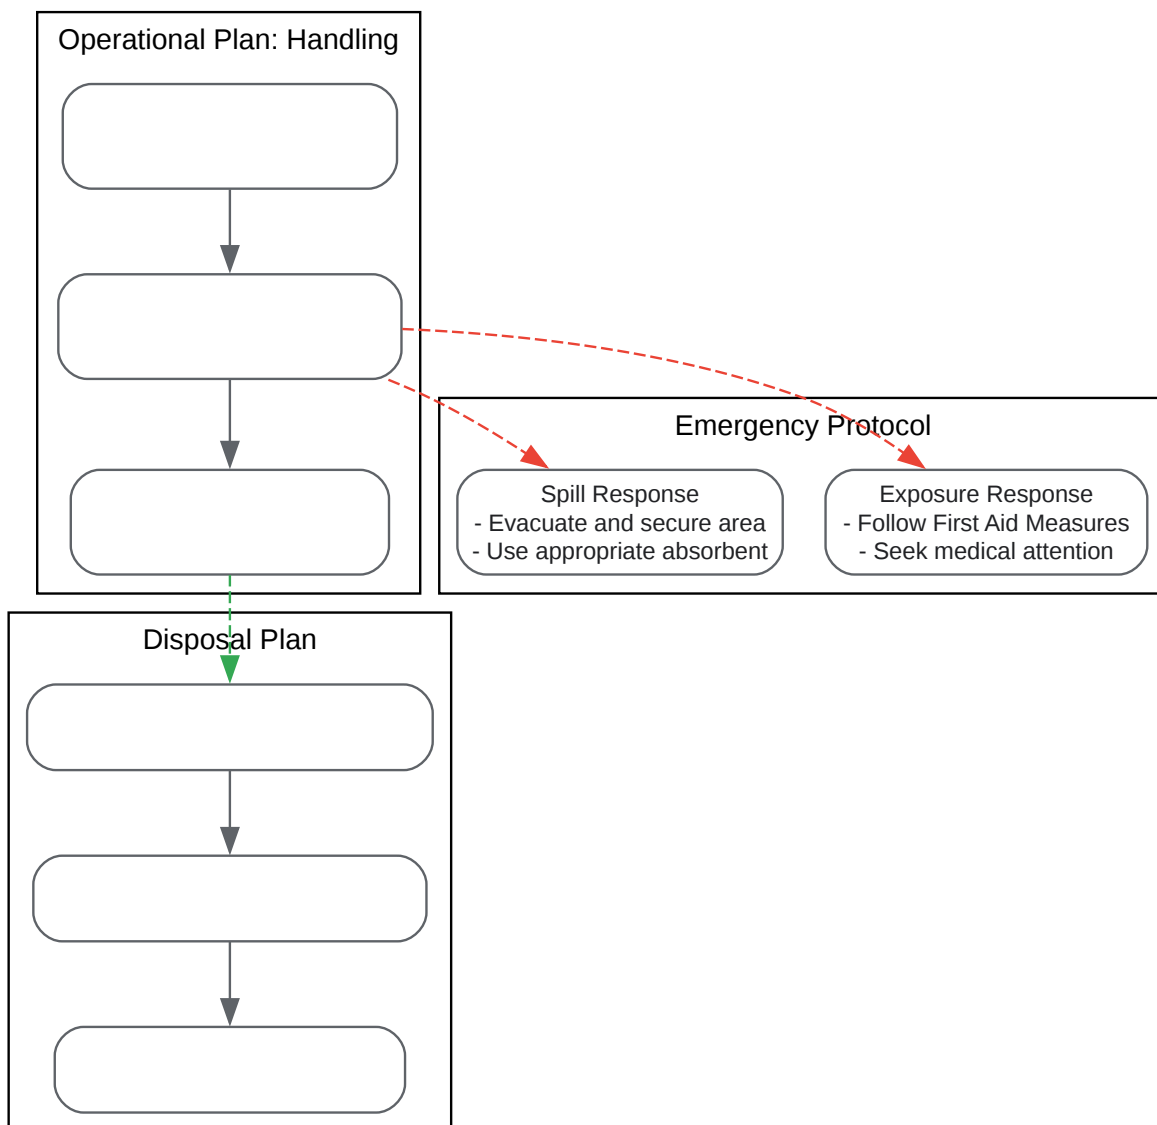 Operational Plan: Handling
Emergency Protocol
Spill Response
- Evacuate and secure area
- Use appropriate absorbent
Exposure Response
- Follow First Aid Measures
- Seek medical attention
Disposal Plan